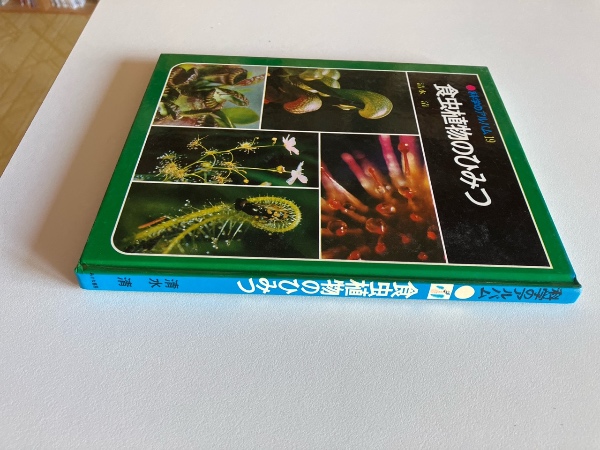 科学のアルバム 19
食虫植物のひみつ
清水 清
科学のアルバム
食虫植物のひみつ
清水 清